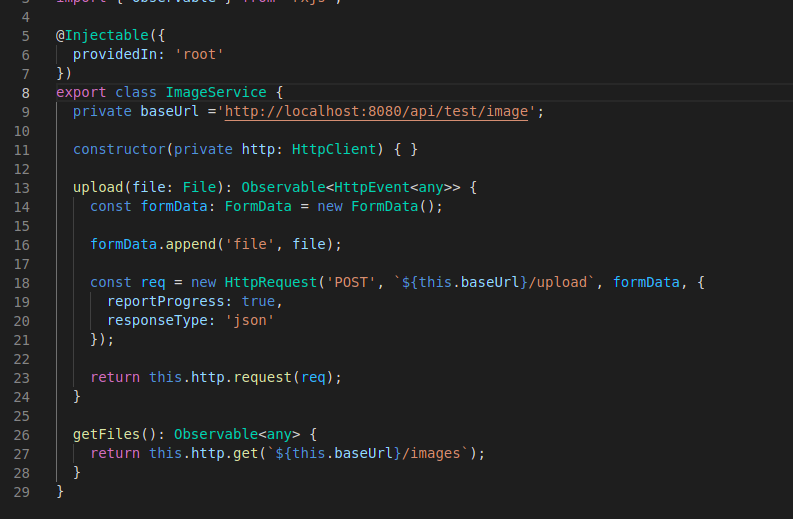 3 import { Observable } from 'rxjs';
4
5 @Injectable({
6   providedIn: 'root'
7 })
8 export class ImageService {
9   private baseUrl ='http://localhost:8080/api/test/image';
10
11   constructor(private http: HttpClient) { }
12
13   upload(file: File): Observable<HttpEvent<any>> {
14     const formData: FormData = new FormData();
15
16     formData.append('file', file);
17
18     const req = new HttpRequest('POST', `${this.baseUrl}/upload`, formData, {
19       reportProgress: true,
20       responseType: 'json'
21     });
22
23     return this.http.request(req);
24   }
25
26   getFiles(): Observable<any> {
27     return this.http.get(`${this.baseUrl}/images`);
28   }
29 }